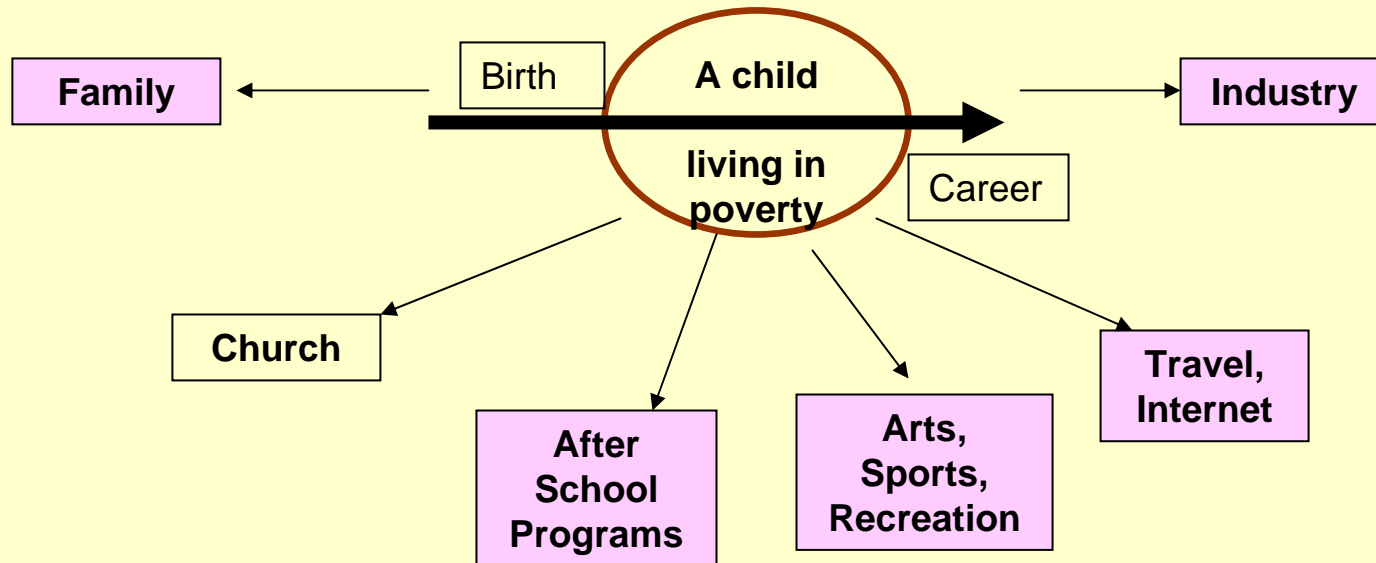 Family
Birth
A child
living in
poverty
Industry
Career
Church
After
School
Programs
Arts,
Sports,
Recreation
Travel,
Internet